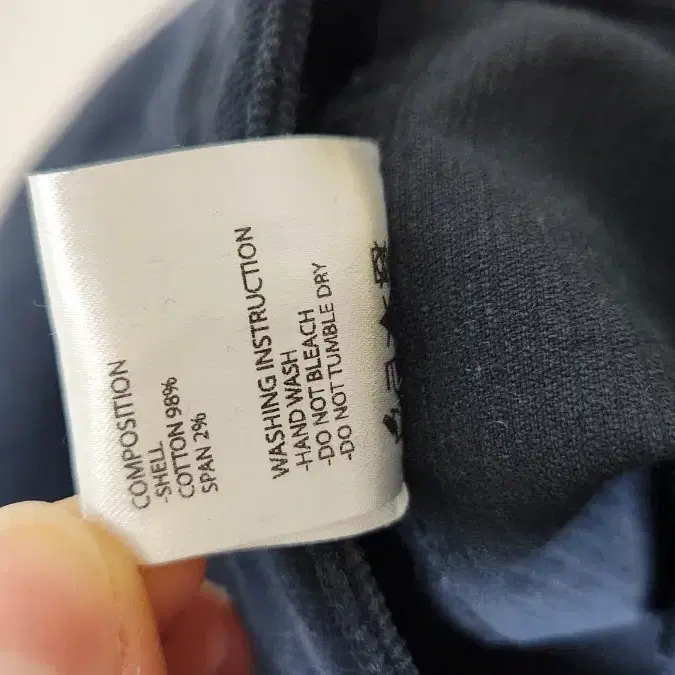 COMPOSITION
-SHELL
COTTON 98%
SPAN 2%
WASHING INSTRUCTION
-HAND WASH
-DO NOT BLEACH
-DO NOT TUMBLE DRY